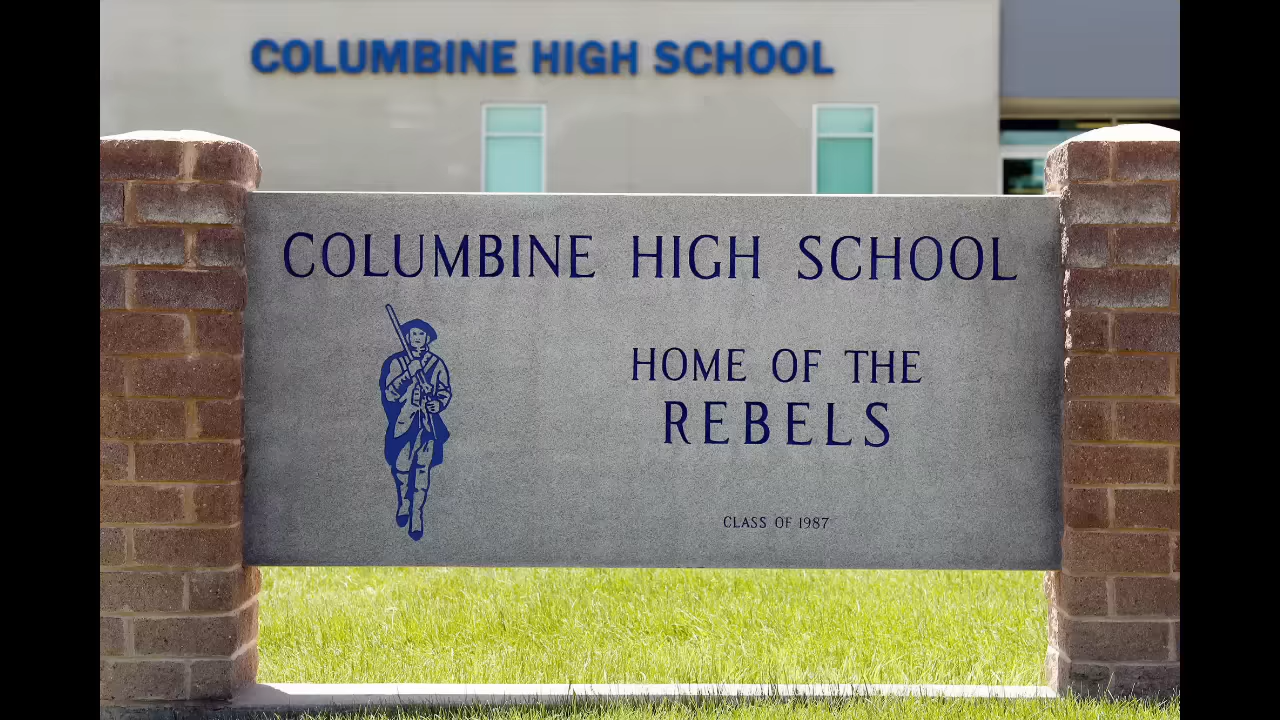 COLUMBINE HIGH SCHOOL
COLUMBINE HIGH SCHOOL
HOME OF THE
REBELS
CLASS OF 1987